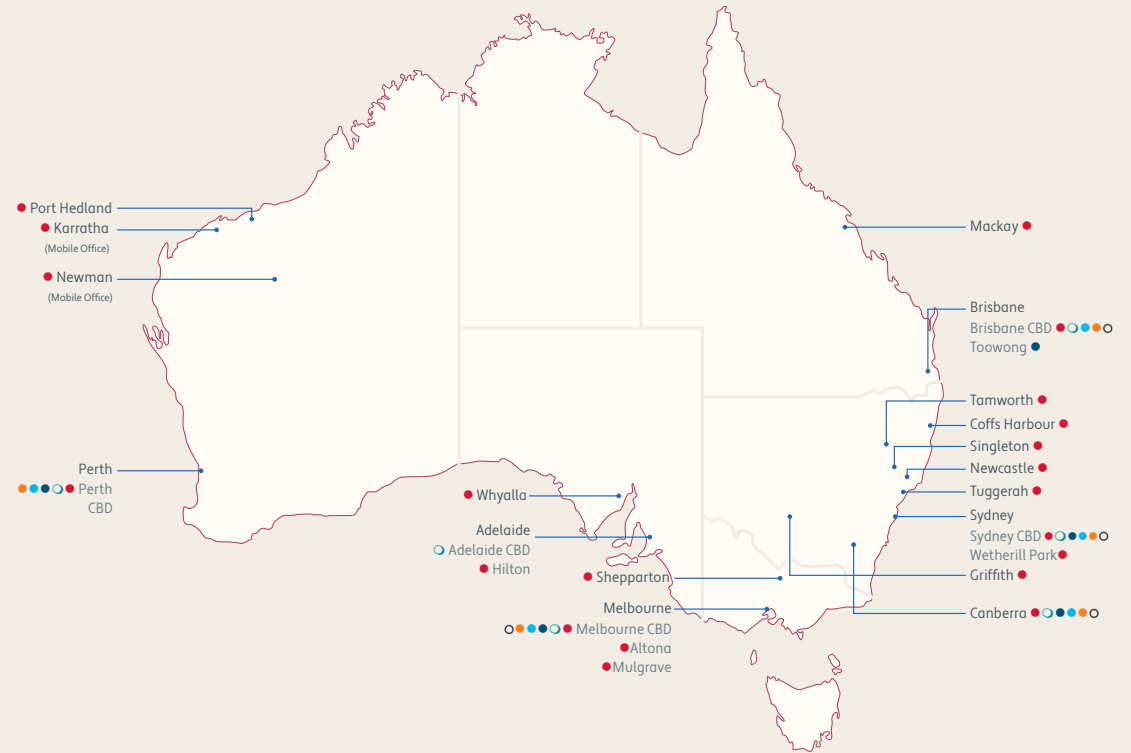 Port Hedland
Karratha
(Mobile Office)
Newman
(Mobile Office)
Perth
Perth
CBD
Whyalla
Adelaide
Adelaide CBD
Hilton
Shepparton
Melbourne
Melbourne CBD
Altona
Mulgrave
Mackay
Brisbane
Brisbane CBD
Toowong
Tamworth
Coffs Harbour
Singleton
Newcastle
Tuggerah
Sydney
Sydney CBD
Wetherill Park
Griffith
Canberra